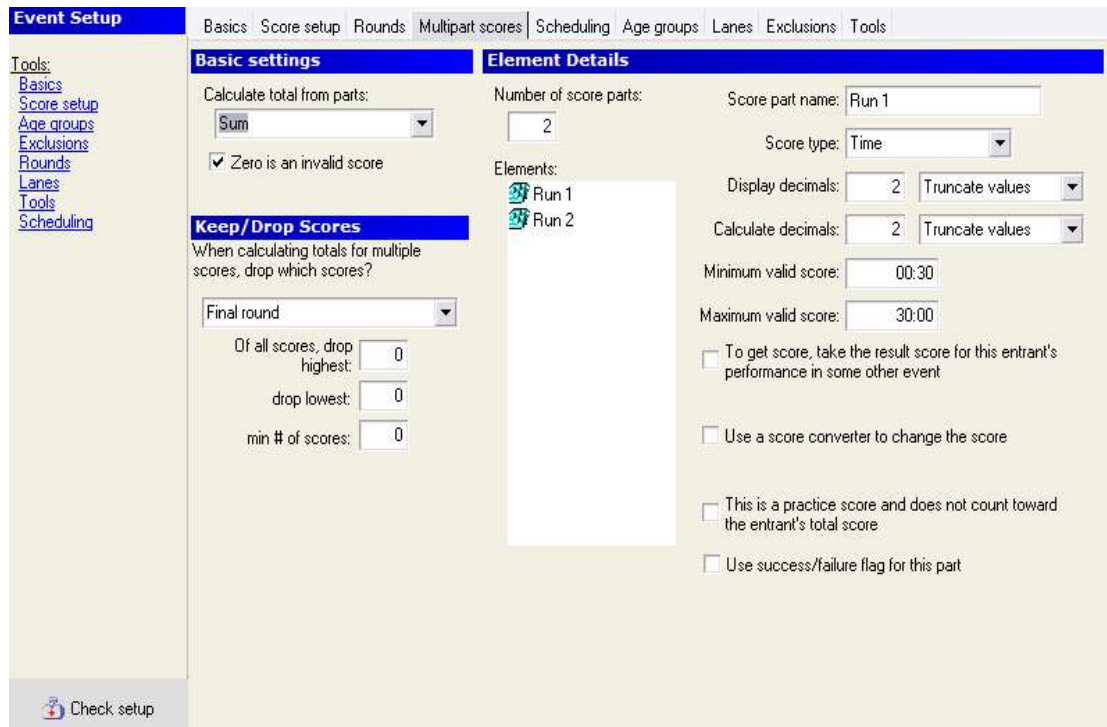 Event Setup
Basics Score setup Rounds Multipart scores Scheduling Age groups Lanes Exclusions Tools
Tools:
Basics
Score setup
Age groups
Exclusions
Rounds
Lanes
Tools
Scheduling
Basic settings
Calculate total from parts:
Sum
Zero is an invalid score
Keep/Drop Scores
When calculating totals for multiple
scores, drop which scores?
Final round
Of all scores, drop
highest: 0
drop lowest: 0
min # of scores: 0
Element Details
Number of score parts:
2
Elements:
Run 1
Run 2
Score part name: Run 1
Score type: Time
Display decimals: 2 Truncate values
Calculate decimals: 2 Truncate values
Minimum valid score: 00:30
Maximum valid score: 30:00
To get score, take the result score for this entrant's
performance in some other event
Use a score converter to change the score
This is a practice score and does not count toward
the entrant's total score
Use success/failure flag for this part
Check setup